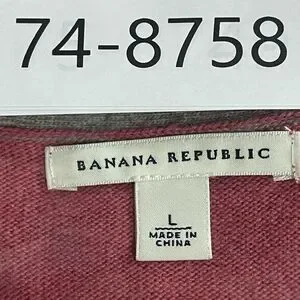 74-8758
BANANA REPUBLIC
L
MADE IN
CHINA